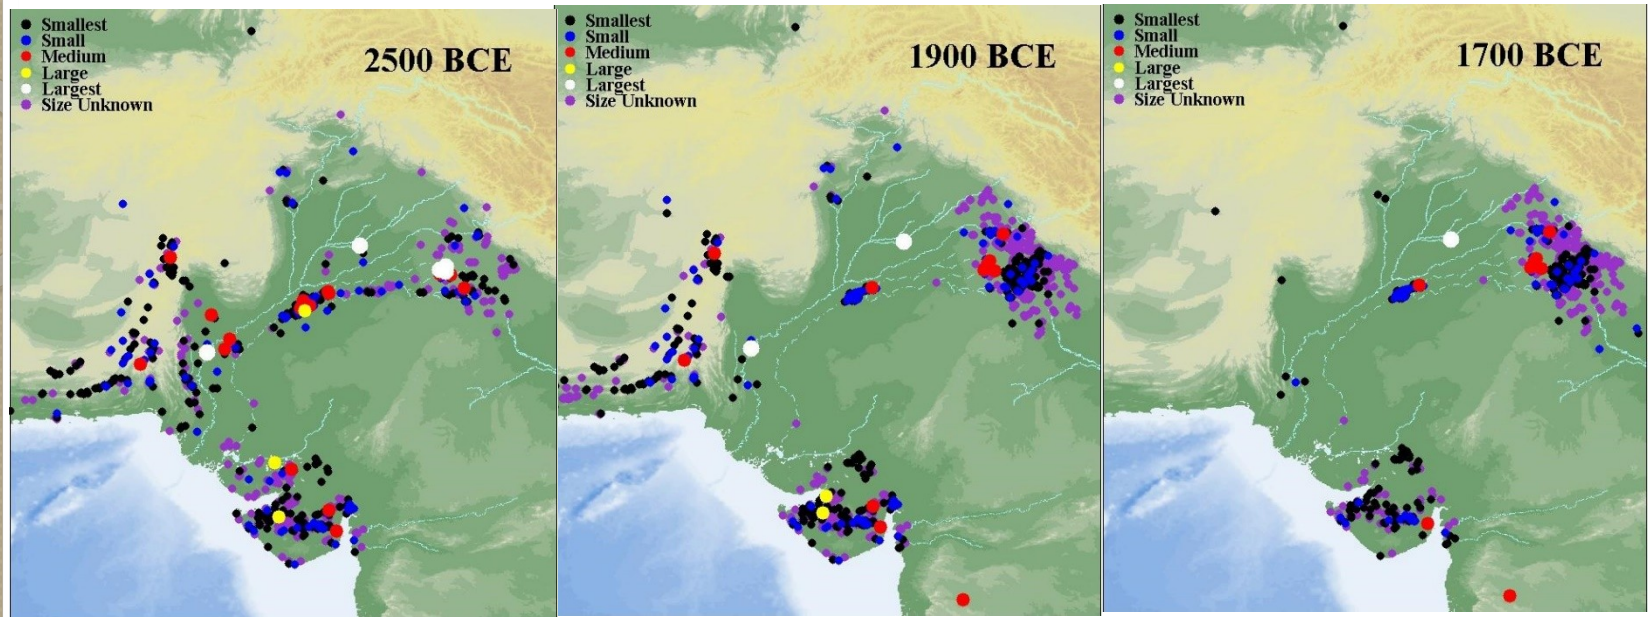 2500 BCE
Smallest
Small
Medium
Large
Largest
Size Unknown
1900 BCE
Smallest
Small
Medium
Large
Largest
Size Unknown
1700 BCE
Smallest
Small
Medium
Large
Largest
Size Unknown